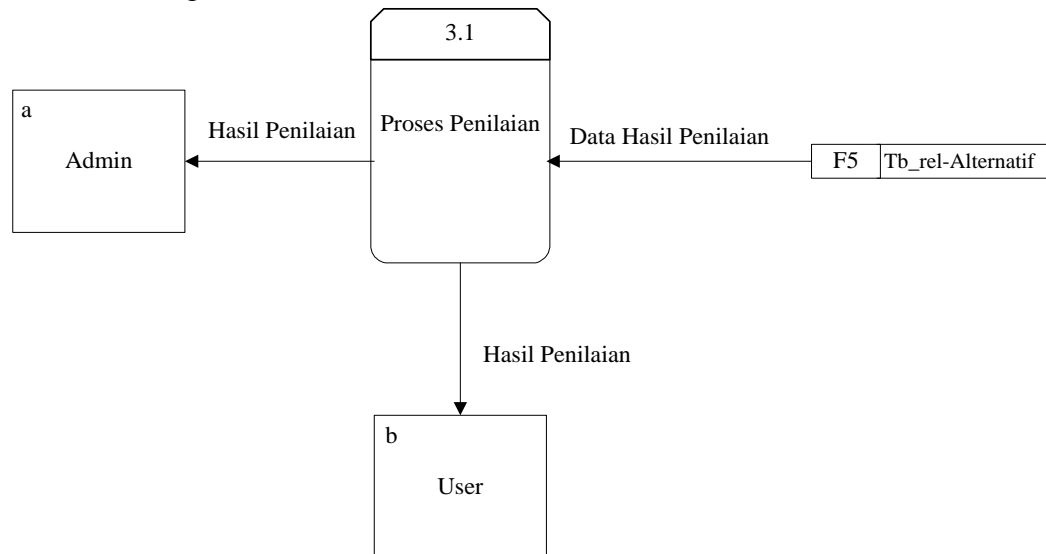 3.1
a
Admin
Hasil Penilaian
Proses Penilaian
Data Hasil Penilaian
F5
Tb_rel-Alternatif
Hasil Penilaian
b
User